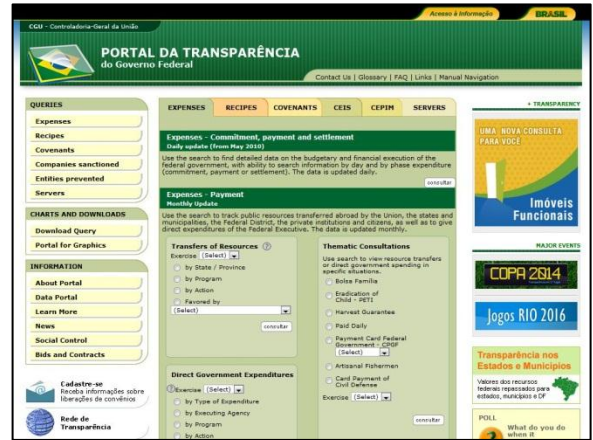 CGU - Controladoria-Geral da União
Acesso à Informação
BRASIL
PORTAL DA TRANSPARÊNCIA
do Governo Federal
Contact Us | Glossary | FAQ | Links | Manual Navigation
QUERIES
Expenses
Recipes
Covenants
Companies sanctioned
Entities prevented
Servers
CHARTS AND DOWNLOADS
Download Query
Portal for Graphics
INFORMATION
About Portal
Data Portal
Learn More
News
Social Control
Bids and Contracts
Cadastre-se
Receba informações sobre
liberações de convênios
Rede de
Transparência
EXPENSES RECIPES COVENANTS CEIS CEPIM SERVERS
Expenses - Commitment, payment and settlement
Daily update (from May 2010)
Use the search to find detailed data on the budgetary and financial execution of the
federal government, with ability to search information by day and by phase expenditure
(commitment, payment or settlement). The data is updated daily.
consultar
Expenses - Payment
Monthly Update
Use the search to track public resources transferred abroad by the Union, the states and
municipalities, the Federal District, the private institutions and citizens, as well as to give
direct expenditures of the Federal Executive. The data is updated monthly.
Transfers of Resources ?
Exercise (Select)
by State / Province
by Program
by Action
Favored by
(Select)
consultar
Direct Government Expenditures
? Exercise (Select)
by Type of Expenditure
by Executing Agency
by Program
by Action
Thematic Consultations
Use search to view resource transfers
or direct government spending in
specific situations.
Bolsa Família
Eradication of
Child - PETI
Harvest Guarantee
Paid Daily
Payment Card Federal
Government - CPGF
(Select)
Artisanal Fishermen
Card Payment of
Civil Defense
Exercise (Select)
consultar
+ TRANSPARENCY
UMA NOVA CONSULTA
PARA VOCÊ
Imóveis
Funcionais
MAJOR EVENTS
COPA 2014
Jogos RIO 2016
Transparência nos
Estados e Municípios
Valores dos recursos
federais repassados para
estados, municípios e DF
POLL
What do you do
when it